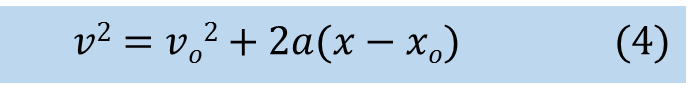 v² = vₒ² + 2a(x − xₒ) (4)